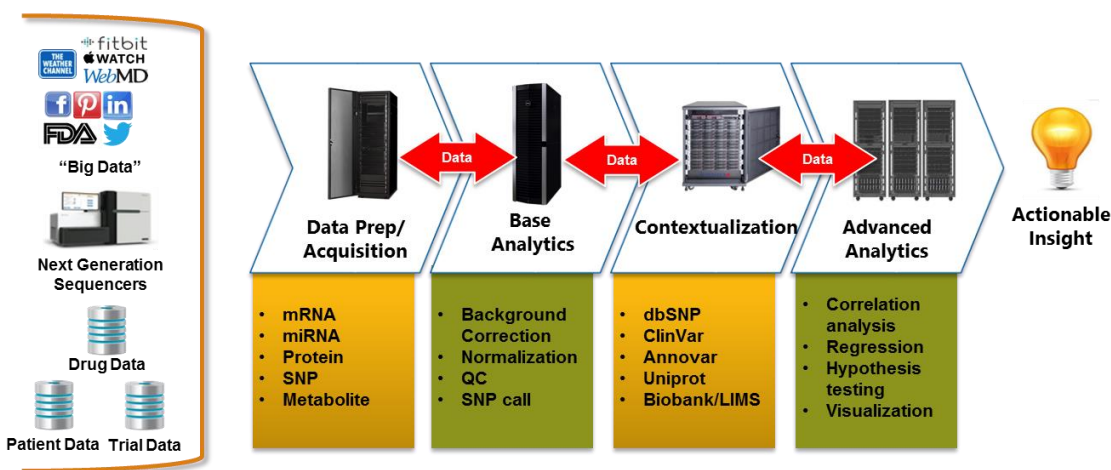 fitbit
THE
WEATHER
CHANNEL
WATCH
WebMD
f
P
in
FDA
“Big Data”
Next Generation
Sequencers
Drug Data
Patient Data
Trial Data
Data
Data
Data
Data Prep/
Acquisition
Base
Analytics
Contextualization
Advanced
Analytics
Actionable
Insight
• mRNA
• miRNA
• Protein
• SNP
• Metabolite
• Background
Correction
• Normalization
• QC
• SNP call
• dbSNP
• ClinVar
• Annovar
• Uniprot
• Biobank/LIMS
• Correlation
analysis
• Regression
• Hypothesis
testing
• Visualization